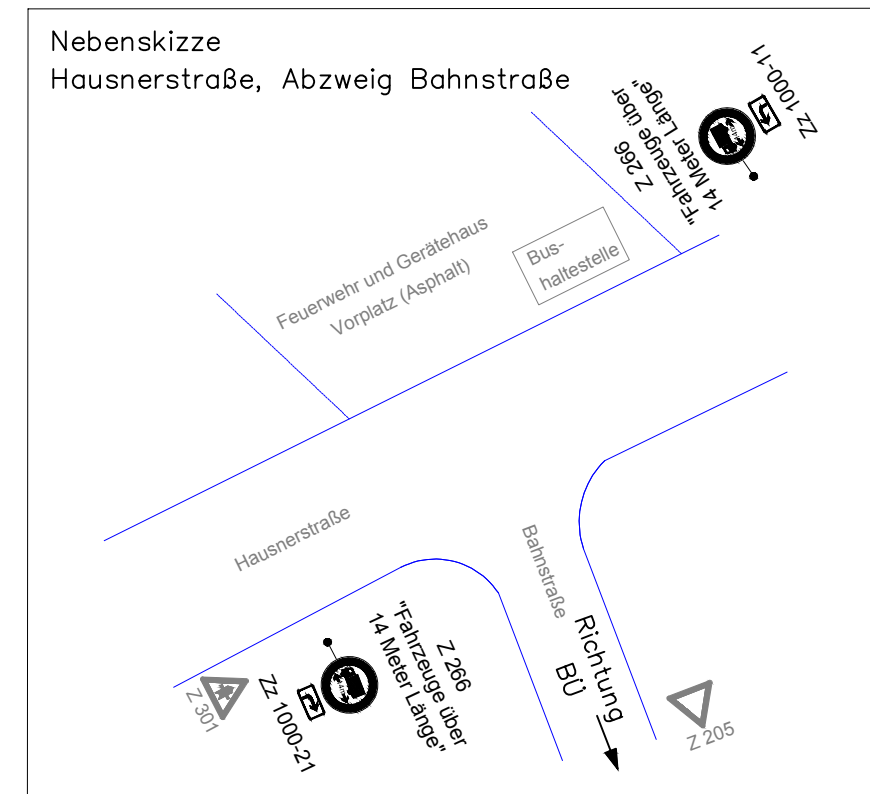 Nebenskizze
Hausnerstraße, Abzweig Bahnstraße
Z 266
"Fahrzeuge über
14 Meter Länge"
ZZ 1000-11
Feuerwehr und Gerätehaus
Vorplatz (Asphalt)
Bus-
haltestelle
Hausnerstraße
Bahnstraße
Richtung
BÜ
Z 301
Zz 1000-21
Z 266
"Fahrzeuge über
14 Meter Länge"
Z 205